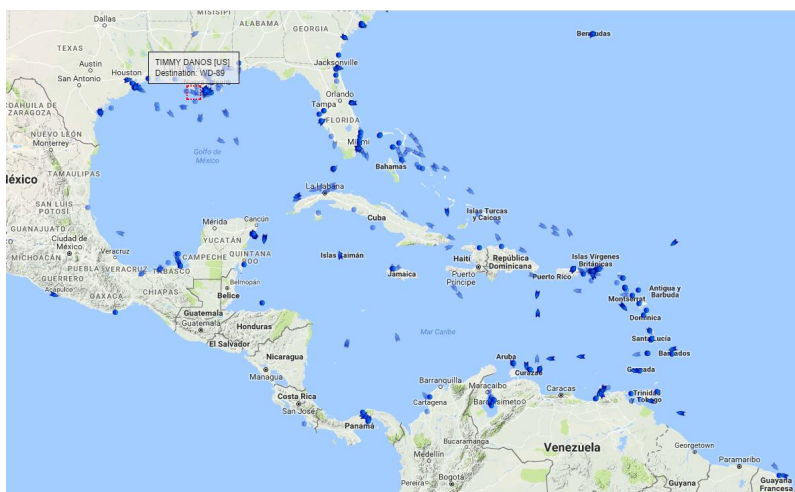 MISISIPI
Dallas
ALABAMA
GEORGIA
Bermudas
TEXAS
TIMMY DANOS [US]
Destination: WD-89
Austin
Houston
San Antonio
Jacksonville
Orlando
Tampa
FLORIDA
COAHUILA DE
ZARAGOZA
NUEVO LEÓN
Monterrey
Miami
Golfo de
México
Bahamas
TAMAULIPAS
México
La Habana
SAN LUIS
POTOSÍ
Cuba
Islas Turcas
y Caicos
GUANAJUATO
Mérida
Cancún
YUCATÁN
Ciudad de
México
Veracruz
MICHOACÁN
PUEBLA
VERACRUZ
TABASCO
CAMPECHE
QUINTANA
ROO
Islas Caimán
Haití
República
Dominicana
Puerto
Príncipe
Jamaica
Puerto Rico
Islas Vírgenes
Británicas
GUERRERO
Acapulco
OAXACA
CHIAPAS
Belmopán
Belice
Antigua y
Barbuda
Montserrat
Dominica
Guatemala
Guatemala
Honduras
Mar Caribe
El Salvador
Santa Lucía
Nicaragua
Barbados
Managua
Aruba
Curazao
Granada
Barranquilla
Maracaibo
Caracas
Costa Rica
San José
Cartagena
Barquisimeto
Trinidad
y Tobago
Panamá
Bucaramanga
Venezuela
Georgetown
Medellín
Paramaribo
Bogotá
Pereira
Guyana
Guayana
Francesa